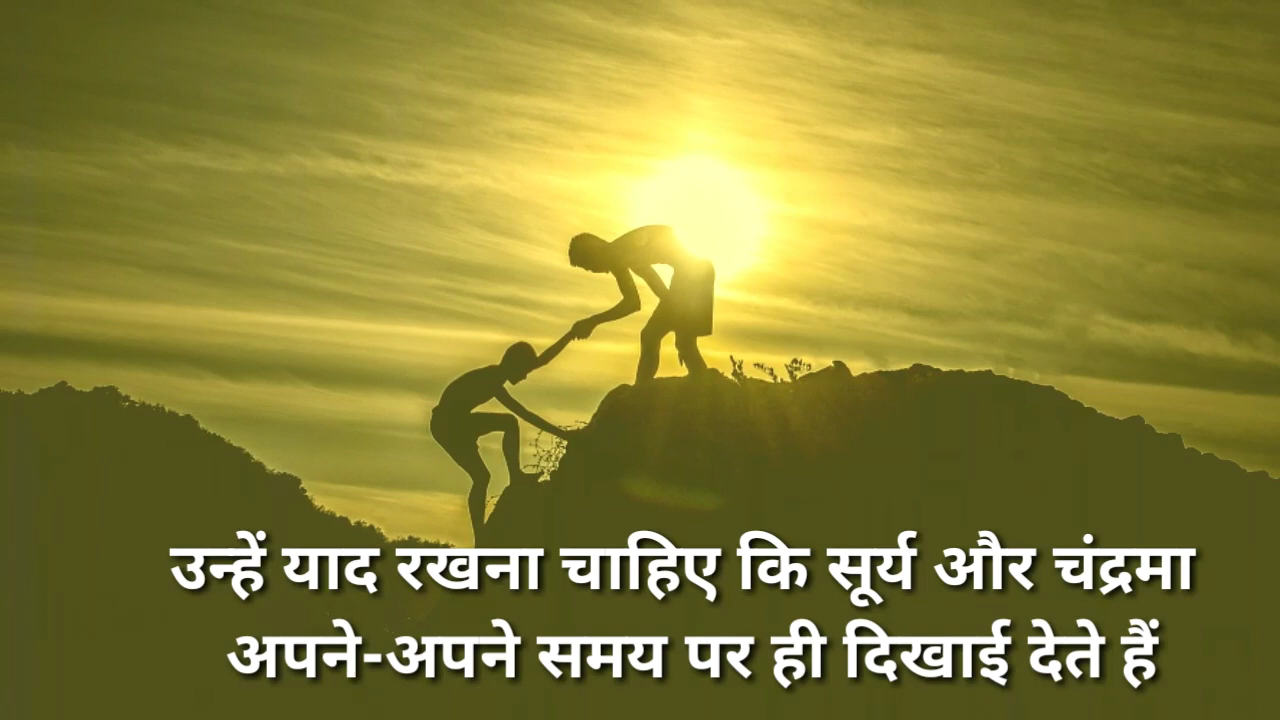 उन्हें याद रखना चाहिए कि सूर्य और चंद्रमा
अपने-अपने समय पर ही दिखाई देते हैं